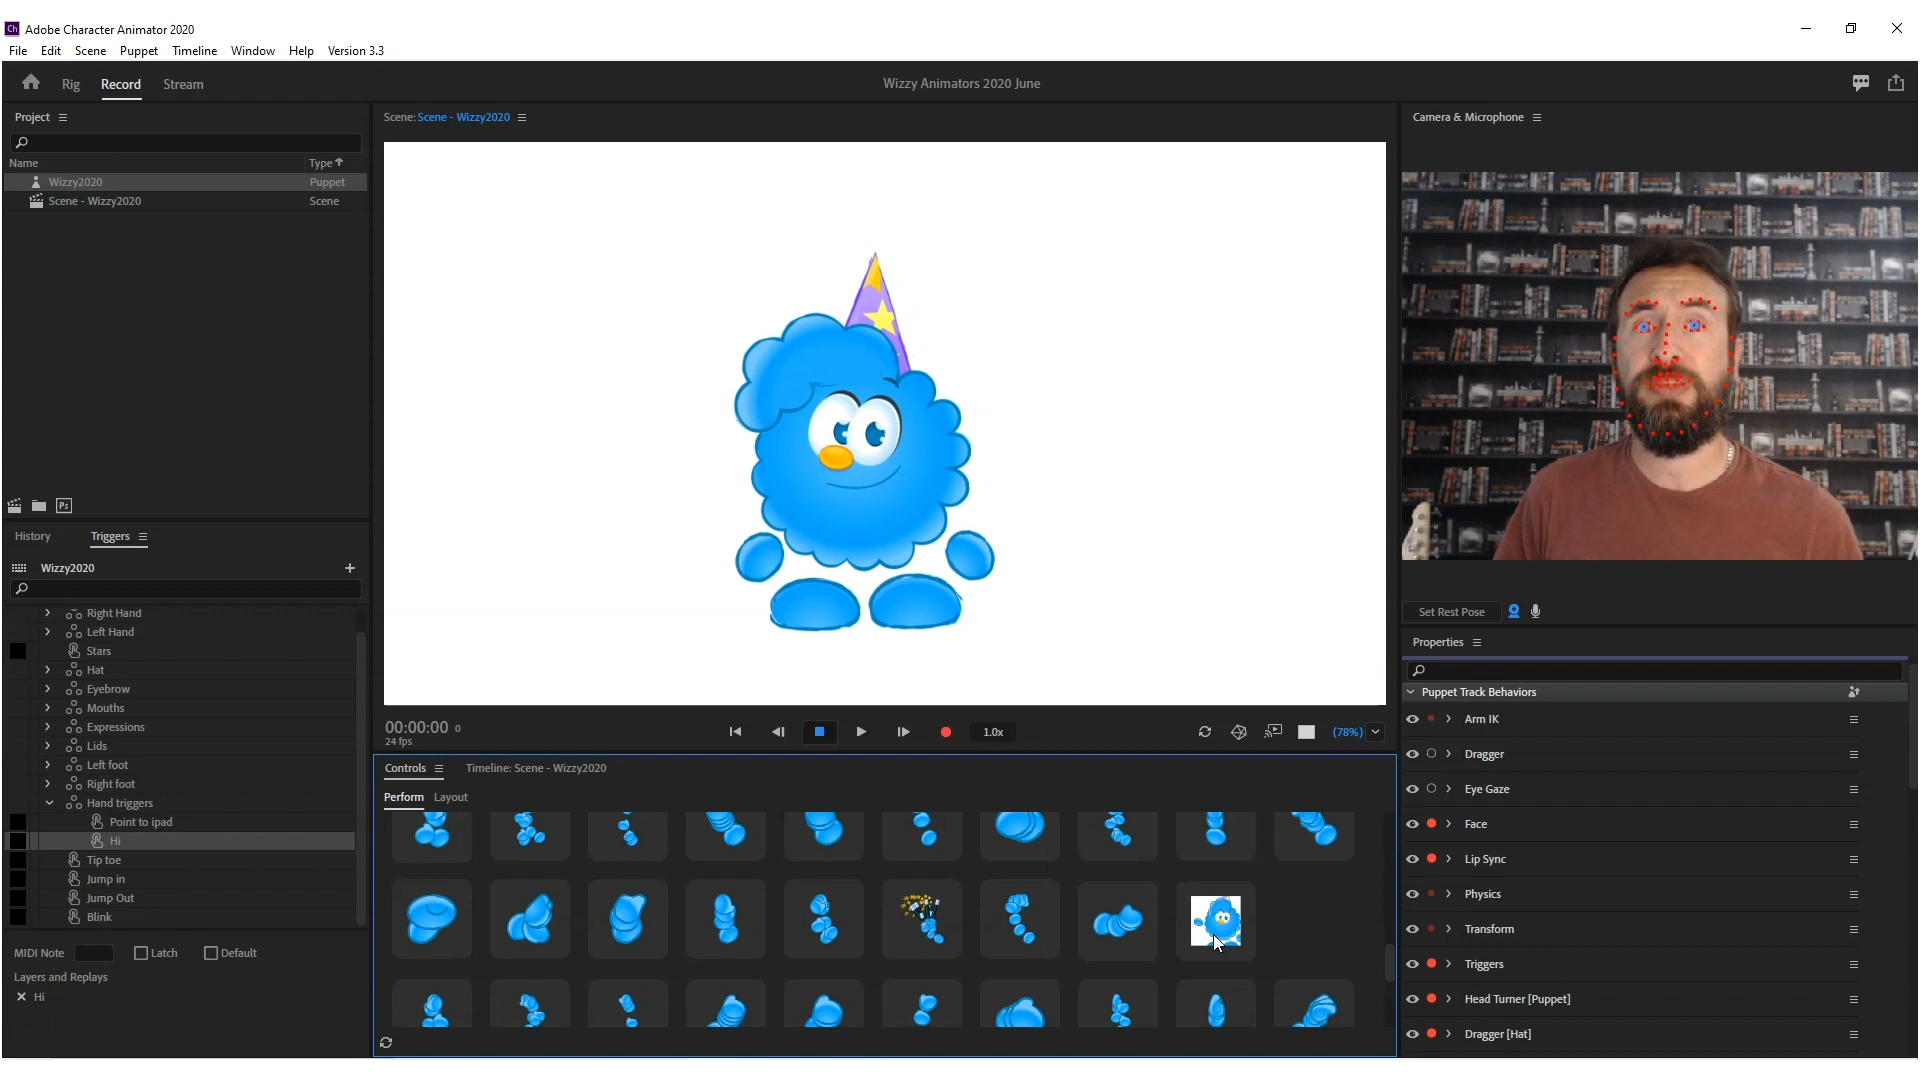 Ch Adobe Character Animator 2020
File Edit Scene Puppet Timeline Window Help Version 3.3
Rig Record Stream
Wizzy Animators 2020 June
Project
Name Type
Wizzy2020 Puppet
Scene - Wizzy2020 Scene
Ps
History Triggers
Wizzy2020
Right Hand
Left Hand
Stars
Hat
Eyebrow
Mouths
Expressions
Lids
Left foot
Right foot
Hand triggers
Point to ipad
Hi
Tip toe
Jump in
Jump Out
Blink
MIDI Note Latch Default
Layers and Replays
Hi
Scene: Scene - Wizzy2020
00:00:00 0
24 fps
1.0x
(78%)
Controls Timeline: Scene - Wizzy2020
Perform Layout
Camera & Microphone
Set Rest Pose
Properties
Puppet Track Behaviors
Arm IK
Dragger
Eye Gaze
Face
Lip Sync
Physics
Transform
Triggers
Head Turner [Puppet]
Dragger [Hat]